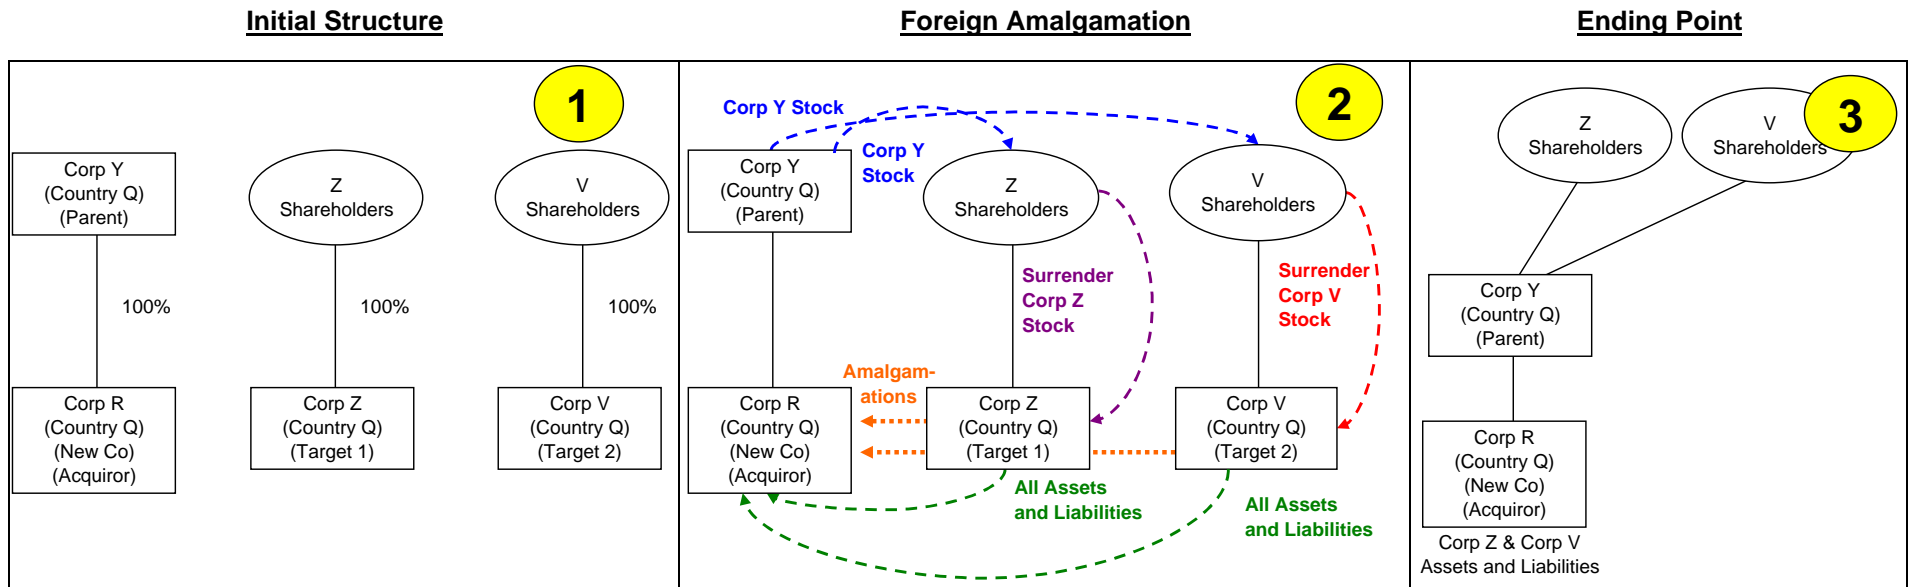 Initial Structure
Foreign Amalgamation
Ending Point
1
Corp Y
(Country Q)
(Parent)
Z
Shareholders
V
Shareholders
100%
100%
100%
Corp R
(Country Q)
(New Co)
(Acquiror)
Corp Z
(Country Q)
(Target 1)
Corp V
(Country Q)
(Target 2)
2
Corp Y Stock
Corp Y
Stock
Corp Y
(Country Q)
(Parent)
Z
Shareholders
V
Shareholders
Surrender
Corp Z
Stock
Surrender
Corp V
Stock
Amalgam-
ations
Corp R
(Country Q)
(New Co)
(Acquiror)
Corp Z
(Country Q)
(Target 1)
Corp V
(Country Q)
(Target 2)
All Assets
and Liabilities
All Assets
and Liabilities
3
Z
Shareholders
V
Shareholders
Corp Y
(Country Q)
(Parent)
Corp R
(Country Q)
(New Co)
(Acquiror)
Corp Z & Corp V
Assets and Liabilities